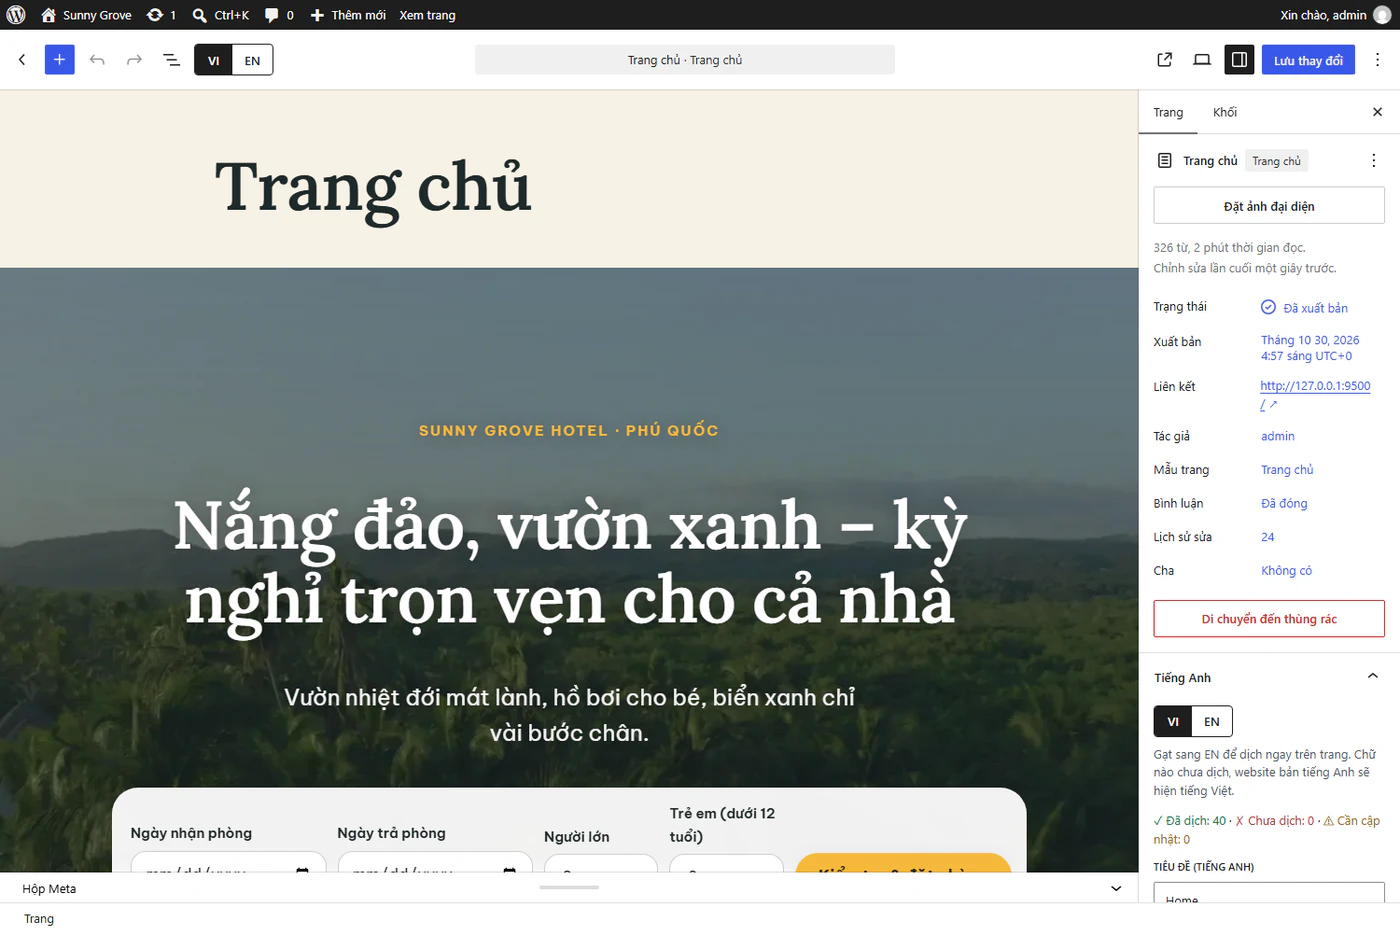 Sunny Grove 1 Ctrl+K 0 Thêm mới Xem trang Xin chào, admin
VI EN Trang chủ · Trang chủ Lưu thay đổi
Trang chủ
Trang Khối
Trang chủ Trang chủ
Đặt ảnh đại diện
326 từ, 2 phút thời gian đọc.
Chỉnh sửa lần cuối một giây trước.
Trạng thái Đã xuất bản
Xuất bản Tháng 10 30, 2026
4:57 sáng UTC+0
Liên kết http://127.0.0.1:9500
/ ↗
Tác giả admin
Mẫu trang Trang chủ
Bình luận Đã đóng
Lịch sử sửa 24
Cha Không có
Di chuyển đến thùng rác
Tiếng Anh
VI EN
Gạt sang EN để dịch ngay trên trang. Chữ
nào chưa dịch, website bản tiếng Anh sẽ
hiện tiếng Việt.
✓ Đã dịch: 40 · ✗ Chưa dịch: 0 · ⚠ Cần cập
nhật: 0
TIÊU ĐỀ (TIẾNG ANH)
Home
SUNNY GROVE HOTEL · PHÚ QUỐC
Nắng đảo, vườn xanh – kỳ
nghỉ trọn vẹn cho cả nhà
Vườn nhiệt đới mát lành, hồ bơi cho bé, biển xanh chỉ
vài bước chân.
Ngày nhận phòng
Ngày trả phòng
Người lớn
Trẻ em (dưới 12
tuổi)
mm/dd/yyyy
mm/dd/yyyy
Hộp Meta
Trang